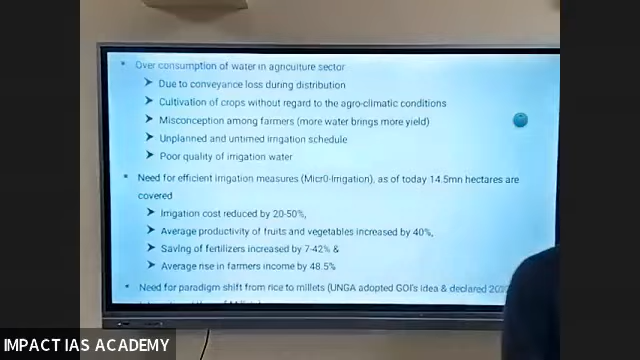 Over consumption of water in agriculture sector
Due to conveyance loss during distribution
Cultivation of crops without regard to the agro-climatic conditions
Misconception among farmers (more water brings more yield)
Unplanned and untimed irrigation schedule
Poor quality of irrigation water
Need for efficient irrigation measures (Micr0-Irrigation), as of today 14.5mn hectares are
covered
Irrigation cost reduced by 20-50%,
Average productivity of fruits and vegetables increased by 40%,
Saving of fertilizers increased by 7-42% &
Average rise in farmers income by 48.5%
Need for paradigm shift from rice to millets (UNGA adopted GOI's idea & declared
IMPACT IAS ACADEMY